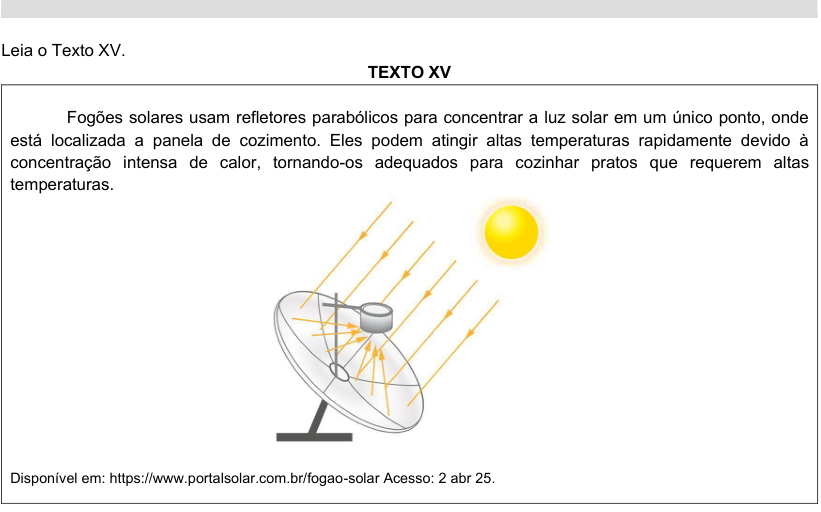 Leia o Texto XV.
TEXTO XV
Fogões solares usam refletores parabólicos para concentrar a luz solar em um único ponto, onde
está localizada a panela de cozimento. Eles podem atingir altas temperaturas rapidamente devido à
concentração intensa de calor, tornando-os adequados para cozinhar pratos que requerem altas
temperaturas.
Disponível em: https://www.portalsolar.com.br/fogao-solar Acesso: 2 abr 25.